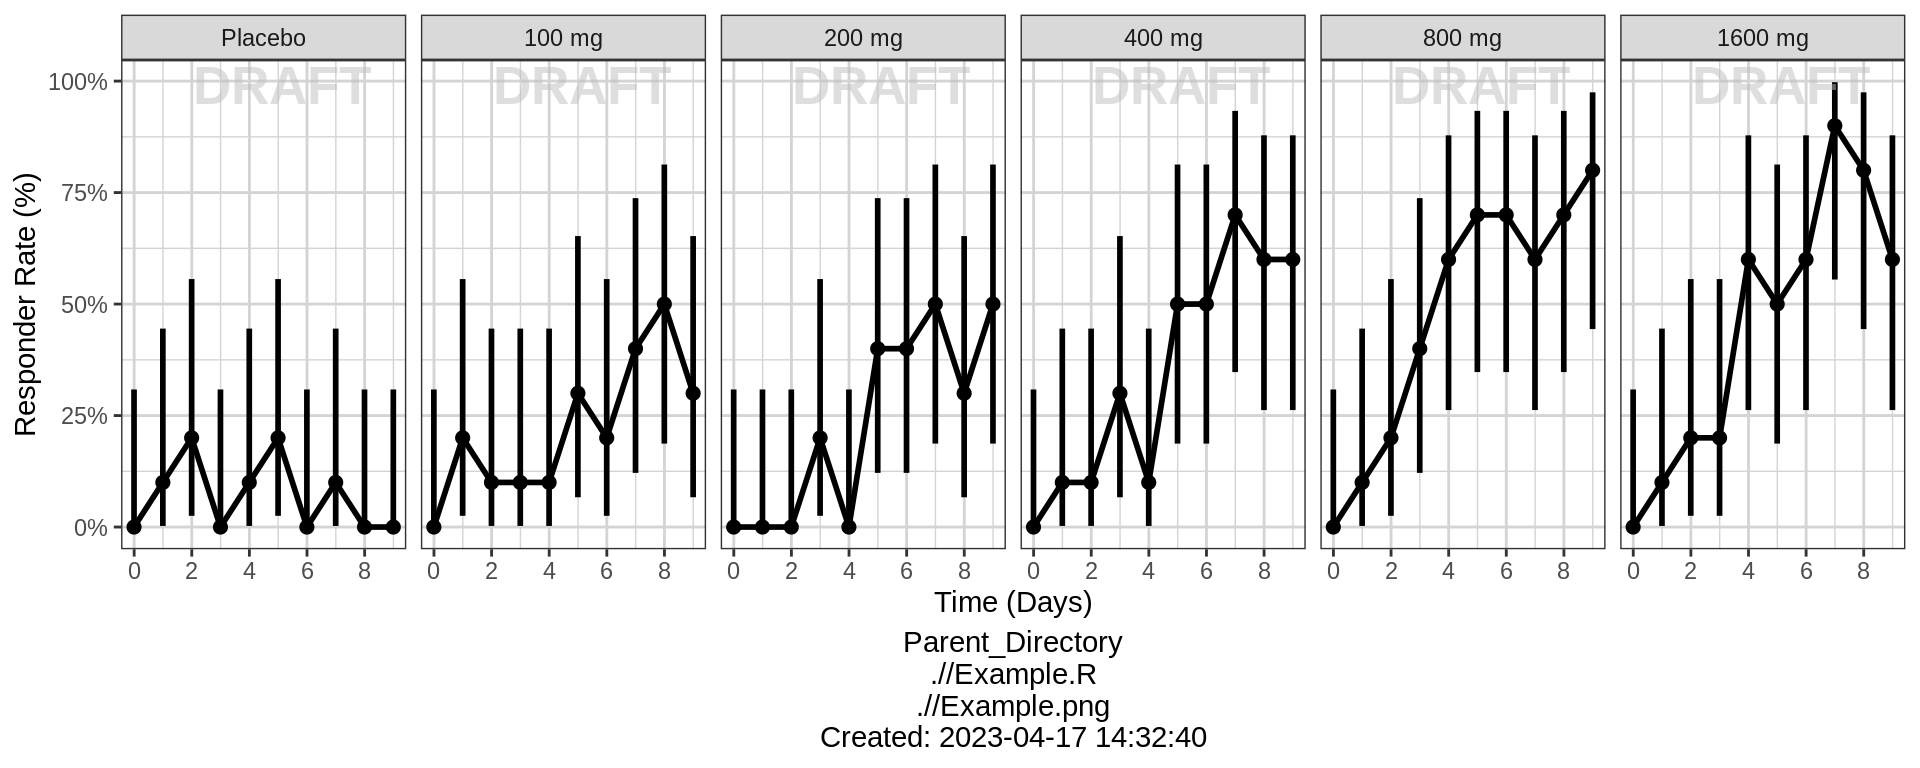 Placebo 100 mg 200 mg 400 mg 800 mg 1600 mg
DRAFT DRAFT DRAFT DRAFT DRAFT DRAFT
100%
75%
50%
25%
0%
Responder Rate (%)
0 2 4 6 8 0 2 4 6 8 0 2 4 6 8 0 2 4 6 8 0 2 4 6 8 0 2 4 6 8
Time (Days)
Parent_Directory
.//Example.R
.//Example.png
Created: 2023-04-17 14:32:40